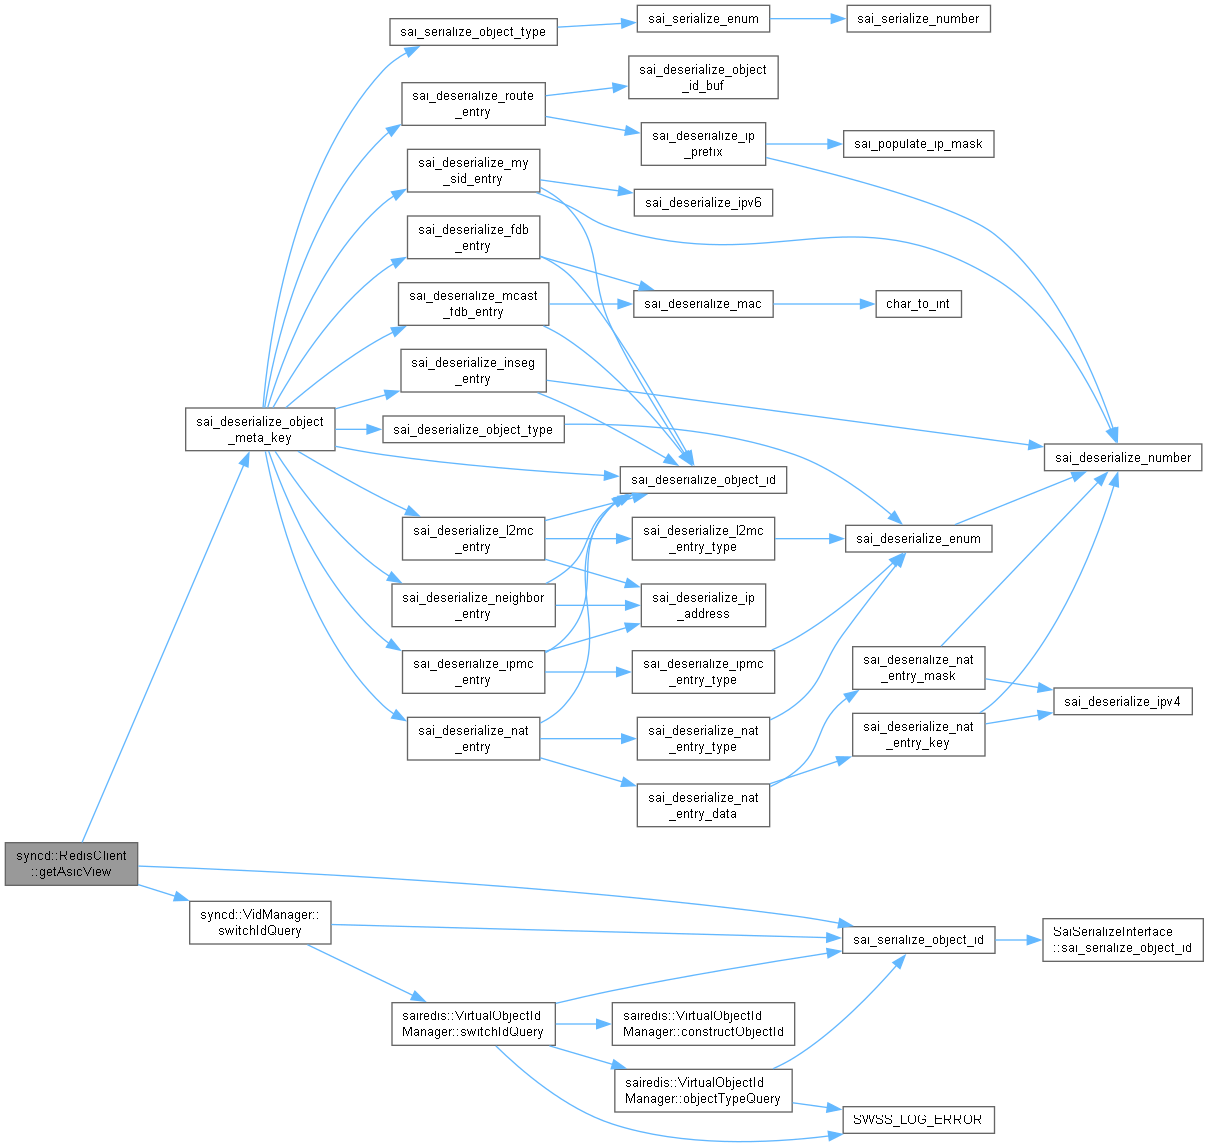 sai_serialize_object_type
sai_serialize_enum
sai_serialize_number
sai_deserialize_route
_entry
sai_deserialize_object
_id_buf
sai_deserialize_ip
_prefix
sai_populate_ip_mask
sai_deserialize_my
_sid_entry
sai_deserialize_ipv6
sai_deserialize_fdb
_entry
sai_deserialize_mcast
_fdb_entry
sai_deserialize_mac
char_to_int
sai_deserialize_inseg
_entry
sai_deserialize_object
_meta_key
sai_deserialize_object_type
sai_deserialize_number
sai_deserialize_object_id
sai_deserialize_l2mc
_entry
sai_deserialize_l2mc
_entry_type
sai_deserialize_enum
sai_deserialize_neighbor
_entry
sai_deserialize_ip
_address
sai_deserialize_ipmc
_entry
sai_deserialize_ipmc
_entry_type
sai_deserialize_nat
_entry_mask
sai_deserialize_ipv4
sai_deserialize_nat
_entry
sai_deserialize_nat
_entry_type
sai_deserialize_nat
_entry_key
sai_deserialize_nat
_entry_data
syncd::RedisClient
::getAsicView
syncd::VidManager::
switchIdQuery
sai_serialize_object_id
SaiSerializeInterface
::sai_serialize_object_id
sairedis::VirtualObjectId
Manager::switchIdQuery
sairedis::VirtualObjectId
Manager::constructObjectId
sairedis::VirtualObjectId
Manager::objectTypeQuery
SWSS_LOG_ERROR